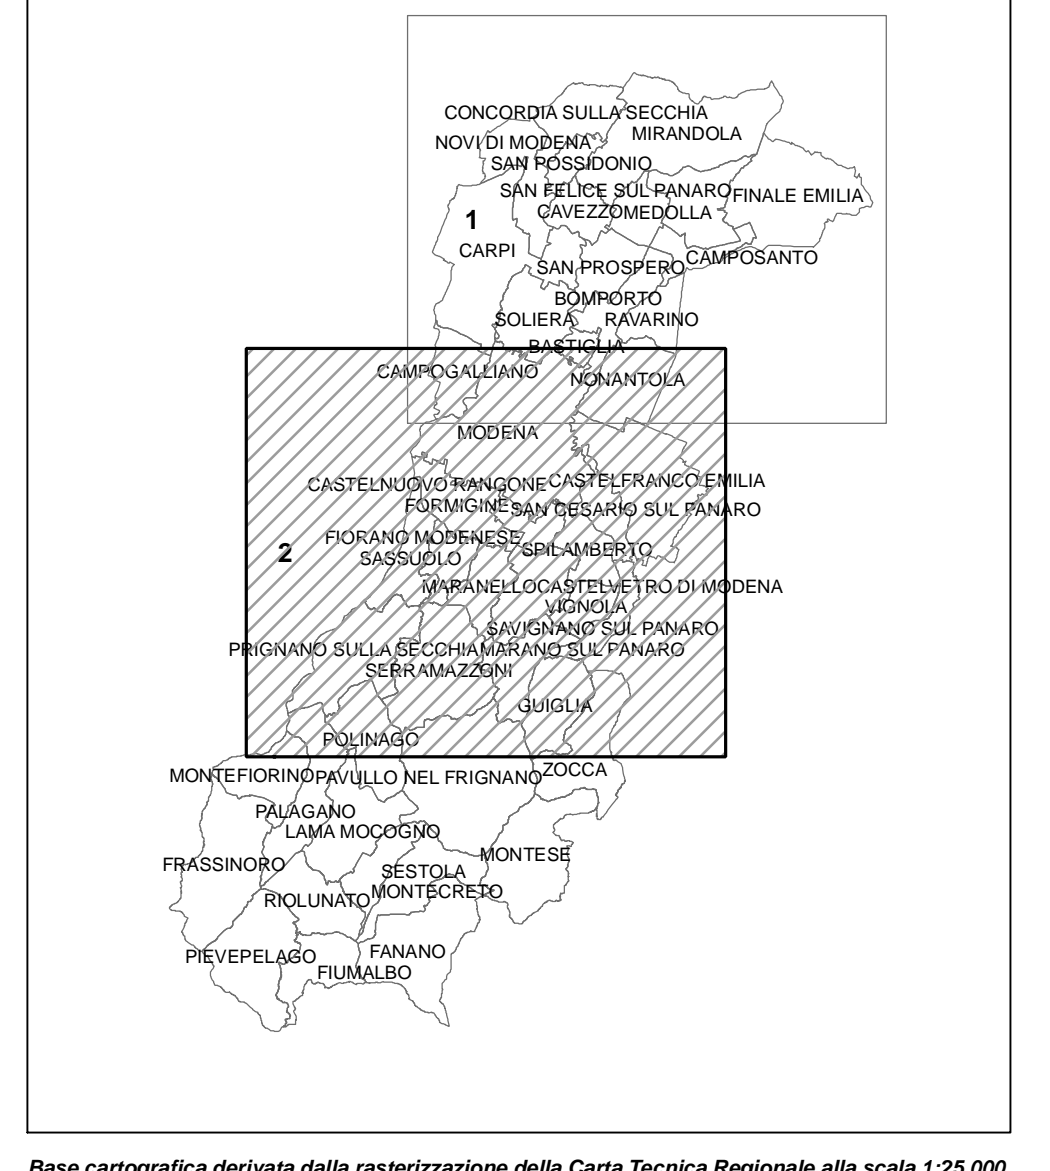 CONCORDIA SULLA SECCHIA
MIRANDOLA
NOVI DI MODENA
SAN POSSIDONIO
SAN FELICE SUL PANARO
FINALE EMILIA
CAVEZZO
MEDOLLA
1
CARPI
CAMPOSANTO
SAN PROSPERO
BOMPORTO
SOLIERA
RAVARINO
BASTIGLIA
CAMPOGALLIANO
NONANTOLA
MODENA
CASTELNUOVO RANGONE
CASTELFRANCO EMILIA
FORMIGINE
SAN CESARIO SUL PANARO
FIORANO MODENESE
2
SPILAMBERTO
SASSUOLO
MARANELLO
CASTELVETRO DI MODENA
VIGNOLA
SAVIGNANO SUL PANARO
PRIGNANO SULLA SECCHIA
MARANO SUL PANARO
SERRAMAZZONI
GUIGLIA
POLINAGO
MONTEFIORINO
PAVULLO NEL FRIGNANO
ZOCCA
PALAGANO
LAMA MOCOGNO
MONTESE
FRASSINORO
SESTOLA
MONTECRETO
RIOLUNATO
FANANO
PIEVEPELAGO
FIUMALBO
Base cartografica derivata dalla rasterizzazione della Carta Tecnica Regionale alla scala 1:25.000